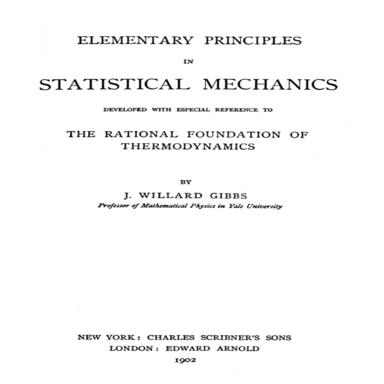 ELEMENTARY PRINCIPLES
IN
STATISTICAL MECHANICS
DEVELOPED WITH ESPECIAL REFERENCE TO
THE RATIONAL FOUNDATION OF
THERMODYNAMICS
BY
J. WILLARD GIBBS
Professor of Mathematical Physics in Yale University
NEW YORK : CHARLES SCRIBNER'S SONS
LONDON: EDWARD ARNOLD
1902